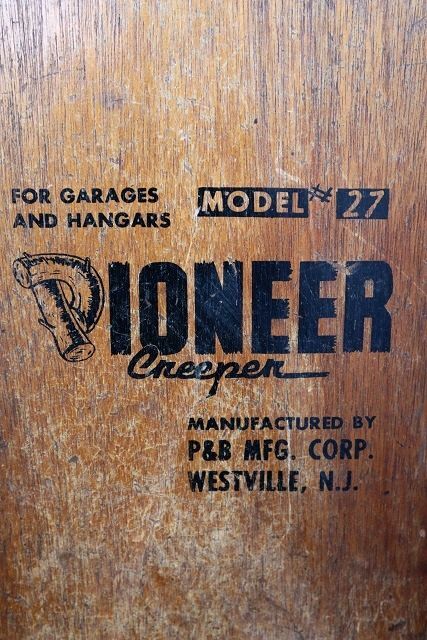 FOR GARAGES
AND HANGARS
MODEL # 27
PIONEER
Creeper
MANUFACTURED BY
P&B MFG. CORP.
WESTVILLE, N.J.